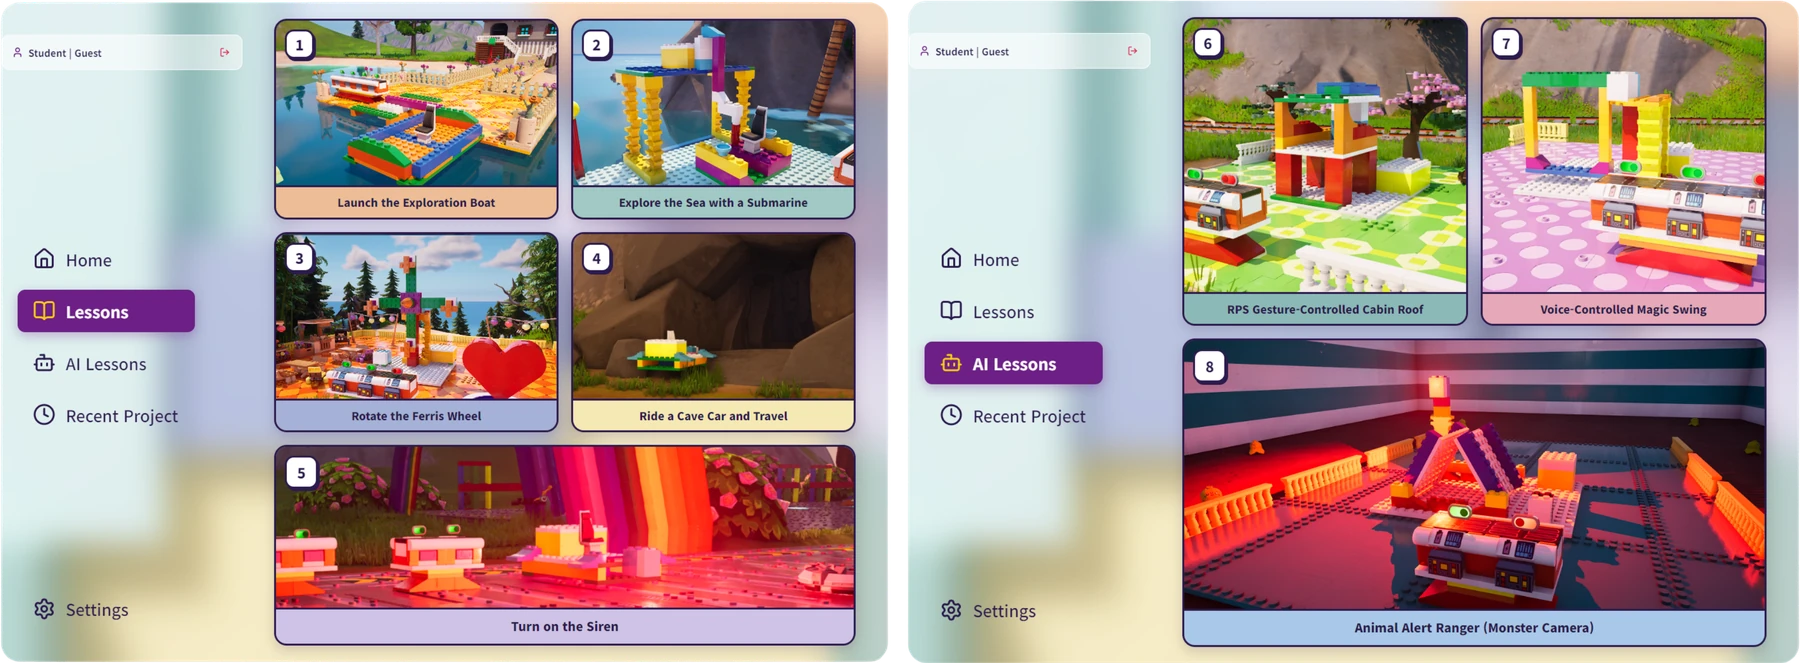 Student | Guest
Home
Lessons
AI Lessons
Recent Project
Settings
1
Launch the Exploration Boat
2
Explore the Sea with a Submarine
3
Rotate the Ferris Wheel
4
Ride a Cave Car and Travel
5
Turn on the Siren
Student | Guest
Home
Lessons
AI Lessons
Recent Project
Settings
6
RPS Gesture-Controlled Cabin Roof
7
Voice-Controlled Magic Swing
8
Animal Alert Ranger (Monster Camera)